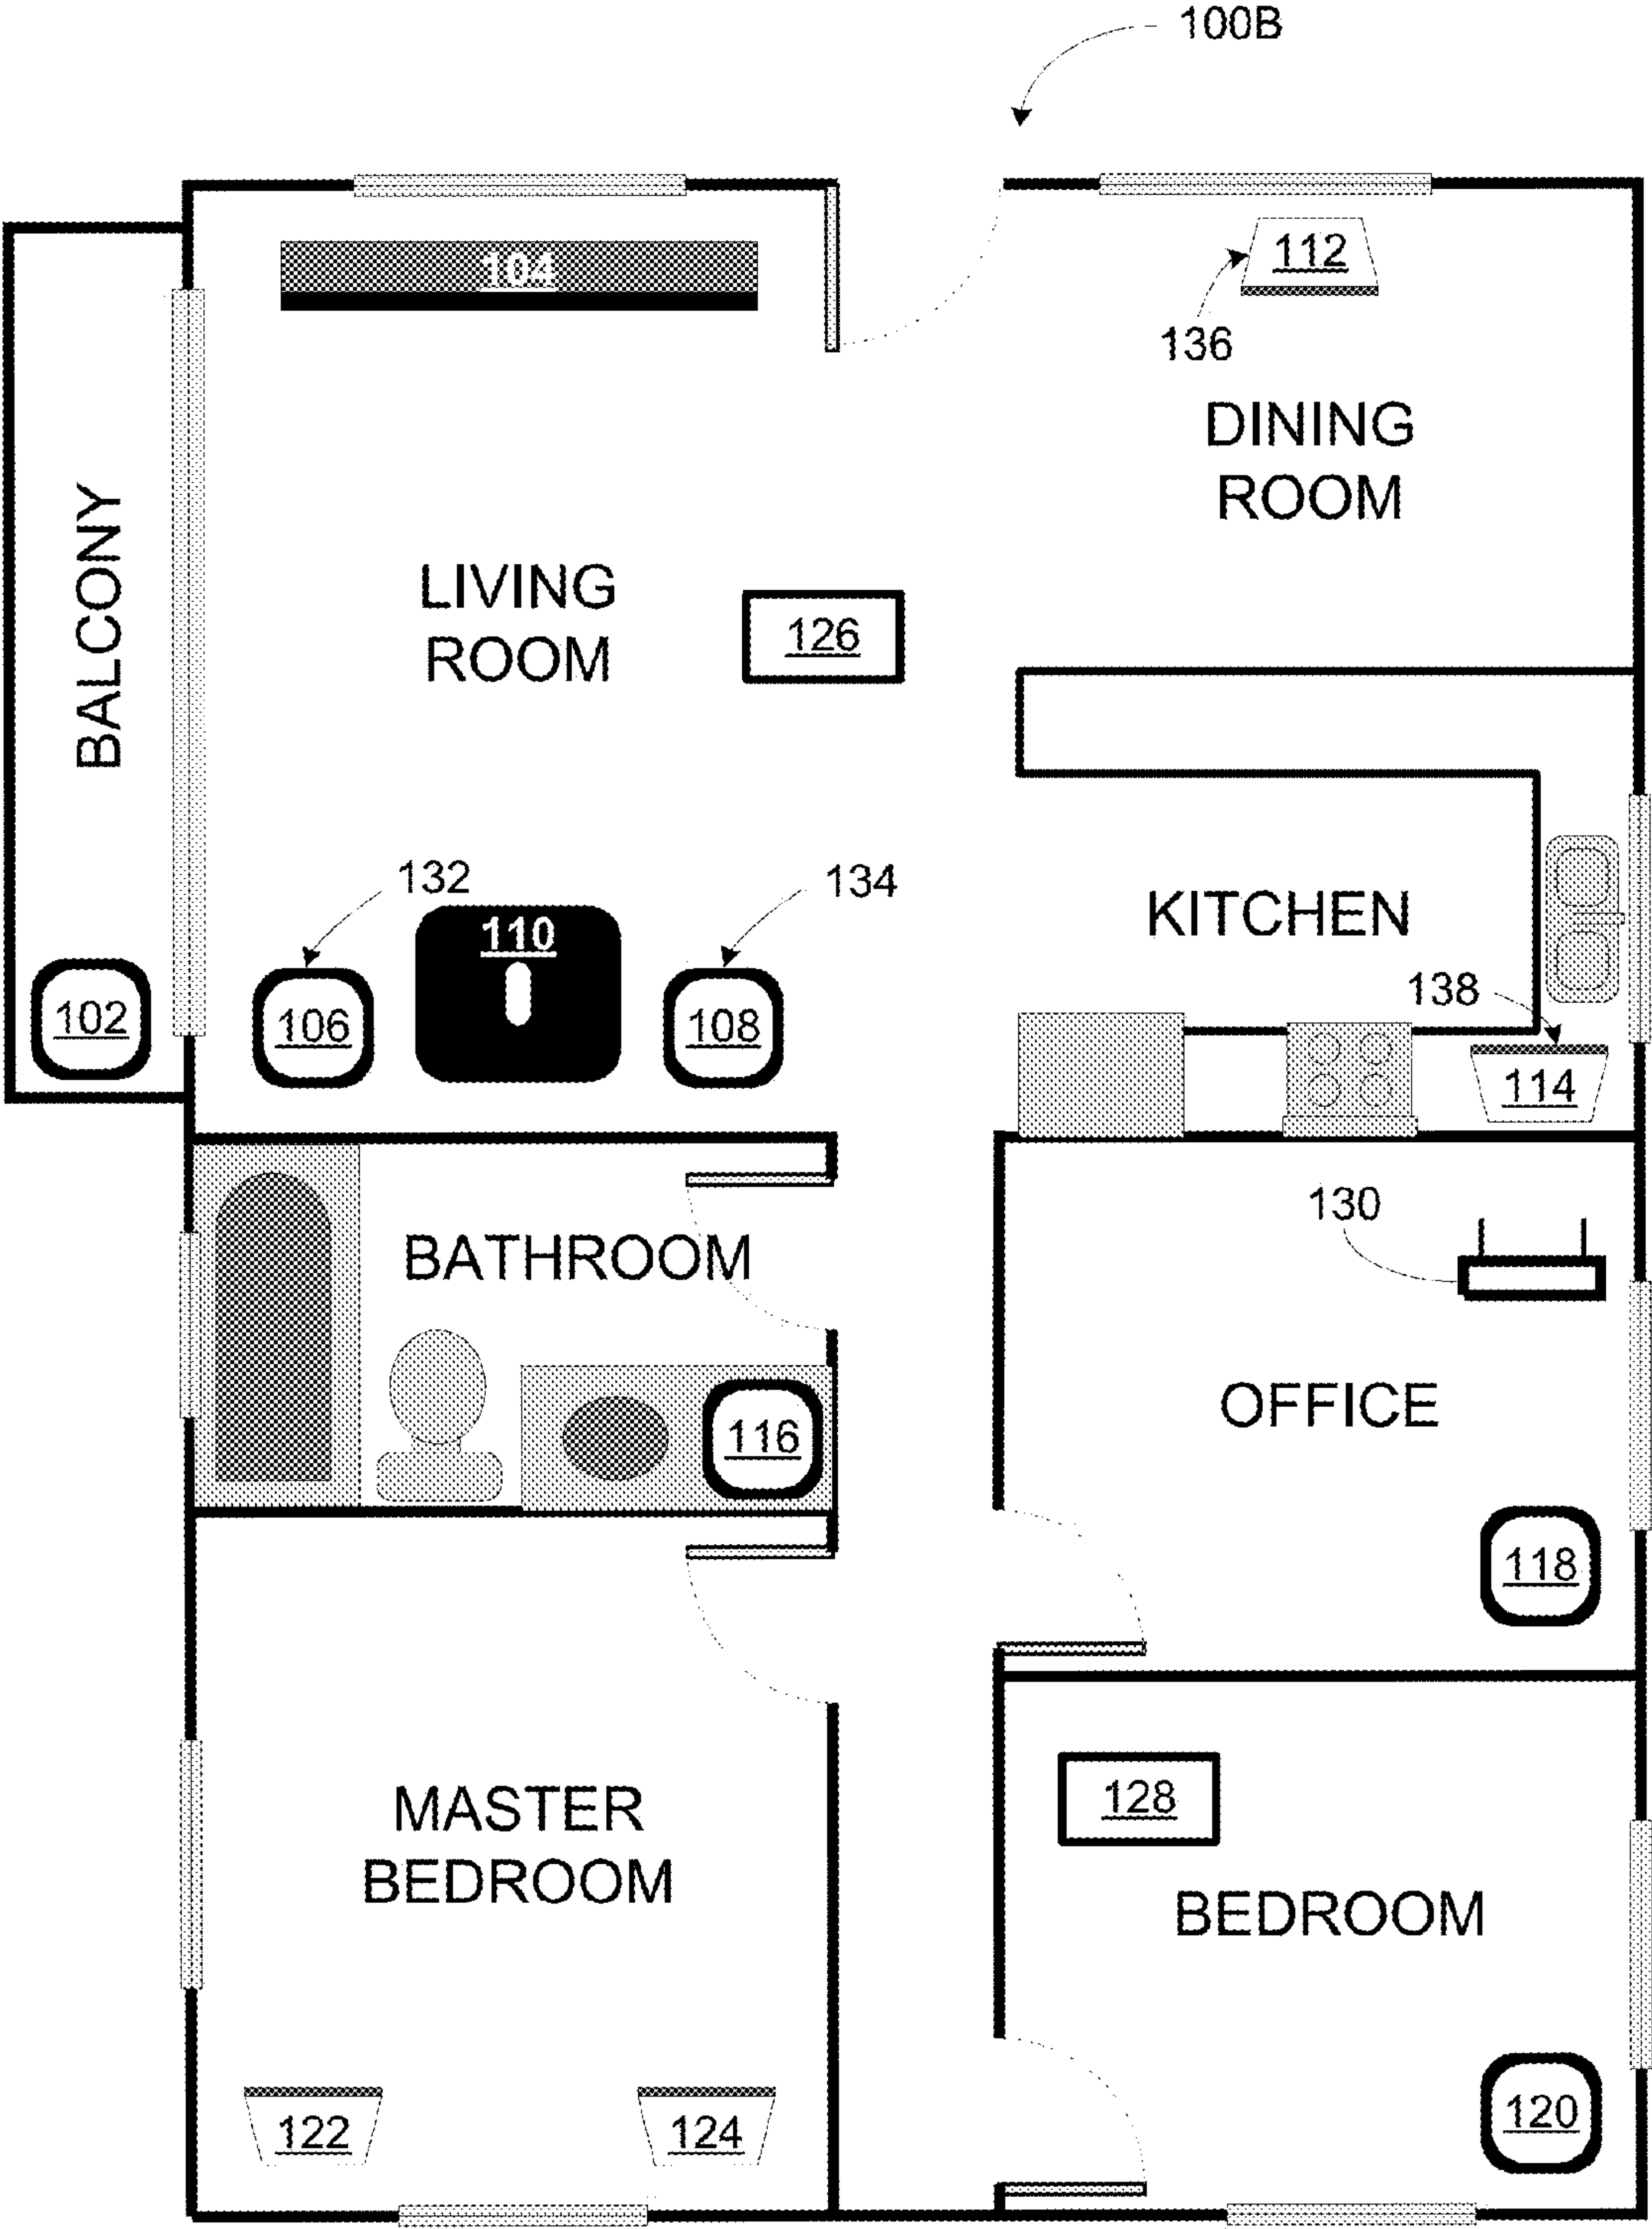 100B
104
112
136
DINING
ROOM
BALCONY
LIVING
ROOM
126
132
134
110
KITCHEN
138
102
106
108
114
130
BATHROOM
OFFICE
116
118
128
MASTER
BEDROOM
BEDROOM
122
124
120